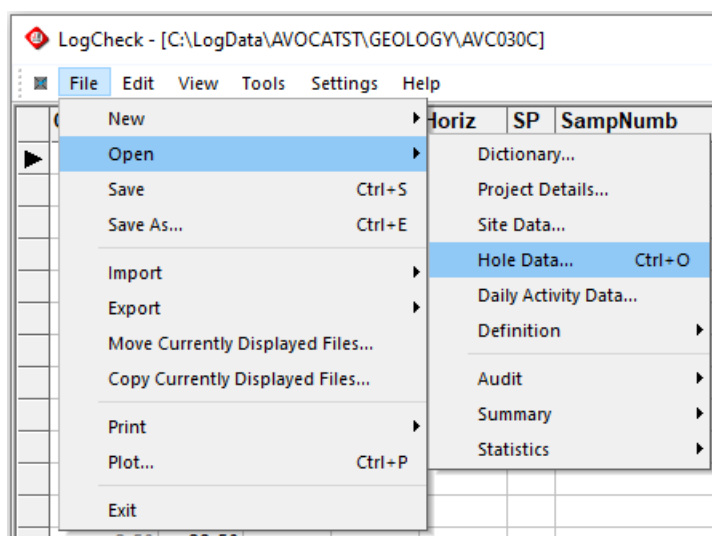 LogCheck - [C:\LogData\AVOCATST\GEOLOGY\AVC030C]
File Edit View Tools Settings Help
Horiz SP SampNumb
New
Open
Save Ctrl+S
Save As... Ctrl+E
Import
Export
Move Currently Displayed Files...
Copy Currently Displayed Files...
Print
Plot... Ctrl+P
Exit
Dictionary...
Project Details...
Site Data...
Hole Data... Ctrl+O
Daily Activity Data...
Definition
Audit
Summary
Statistics